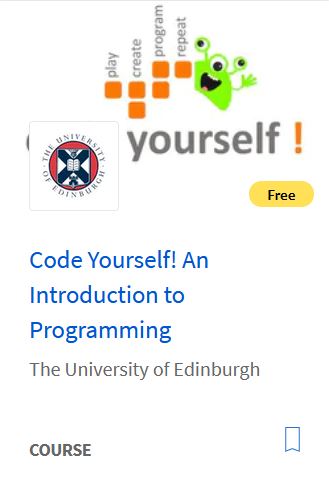 play
create
program
repeat
yourself !
THE UNIVERSITY
OF EDINBURGH
Free
Code Yourself! An
Introduction to
Programming
The University of Edinburgh
COURSE